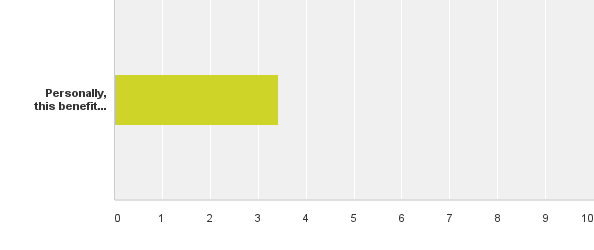 Personally,
this benefit...
0 1 2 3 4 5 6 7 8 9 10